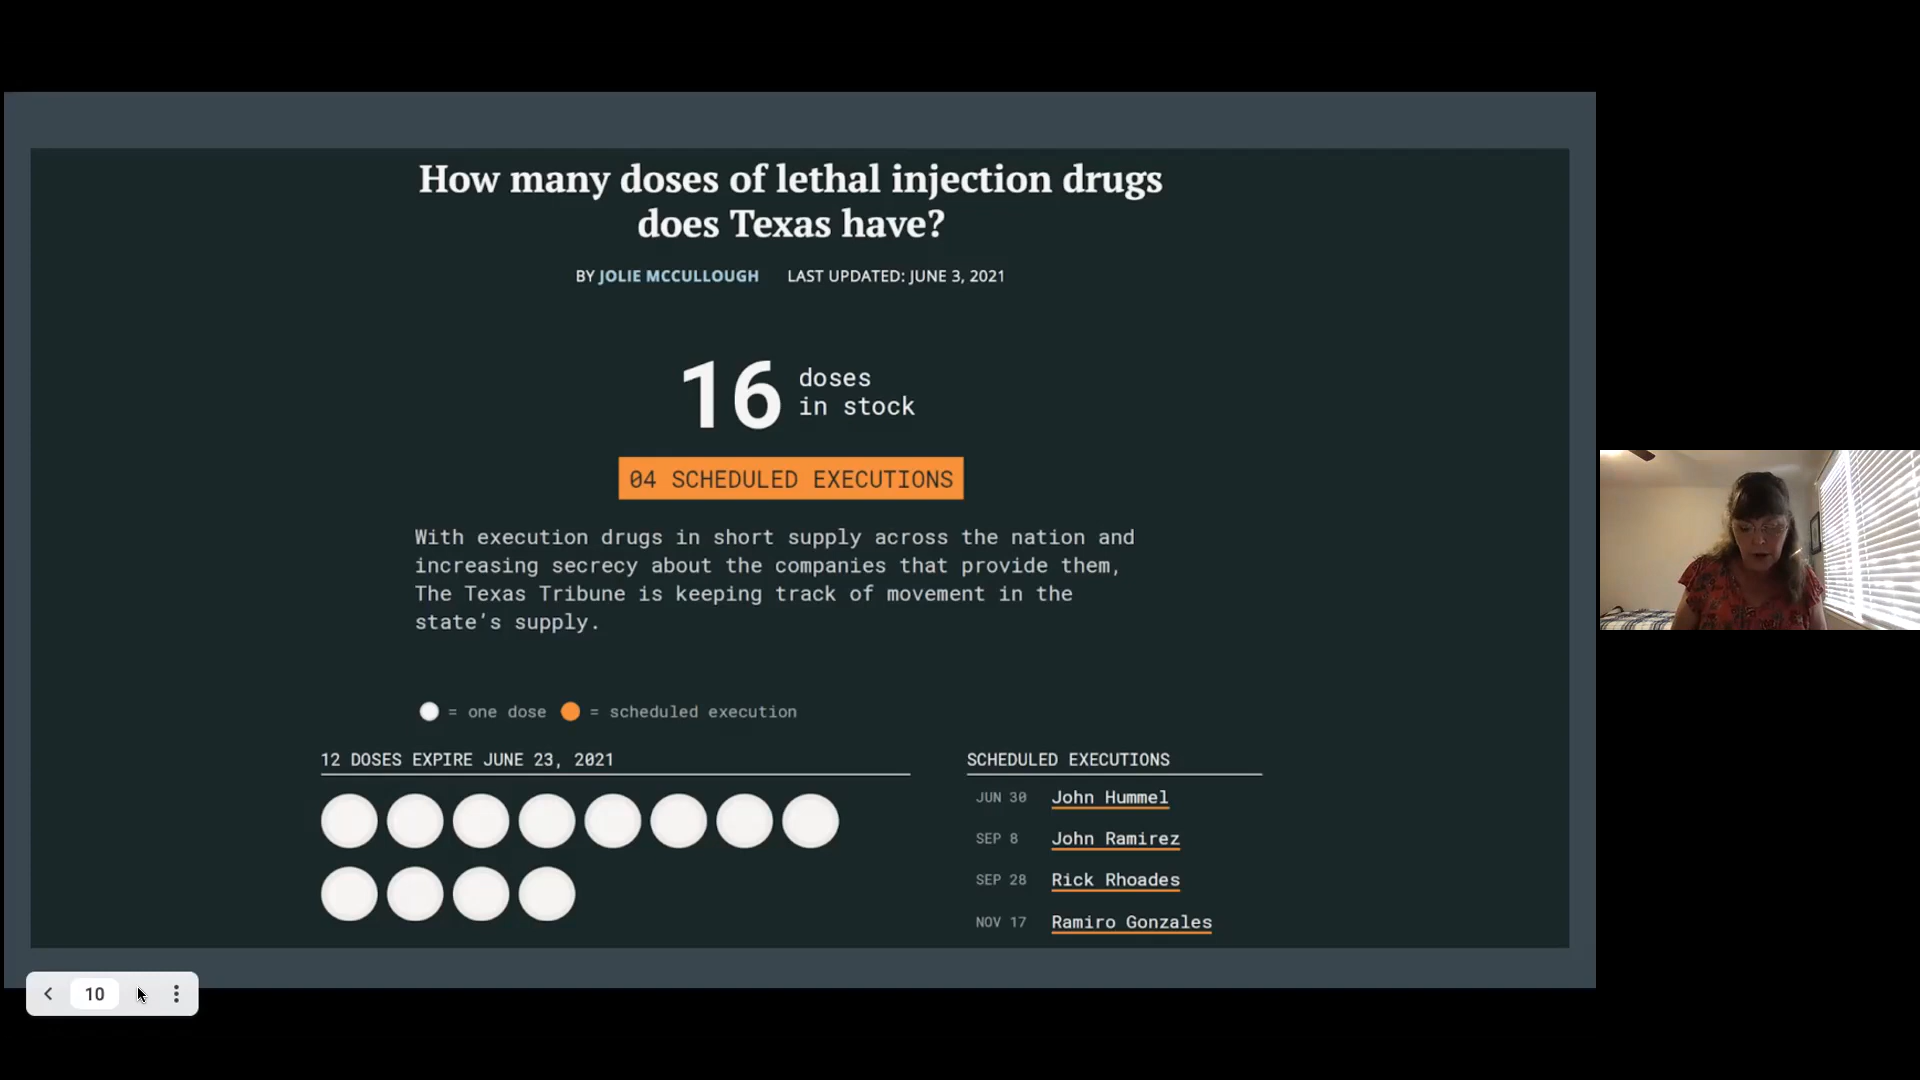 How many doses of lethal injection drugs
does Texas have?
BY JOLIE MCCULLOUGH LAST UPDATED: JUNE 3, 2021
16 doses
in stock
04 SCHEDULED EXECUTIONS
With execution drugs in short supply across the nation and
increasing secrecy about the companies that provide them,
The Texas Tribune is keeping track of movement in the
state's supply.
= one dose = scheduled execution
12 DOSES EXPIRE JUNE 23, 2021
SCHEDULED EXECUTIONS
JUN 30 John Hummel
SEP 8 John Ramirez
SEP 28 Rick Rhoades
NOV 17 Ramiro Gonzales
10